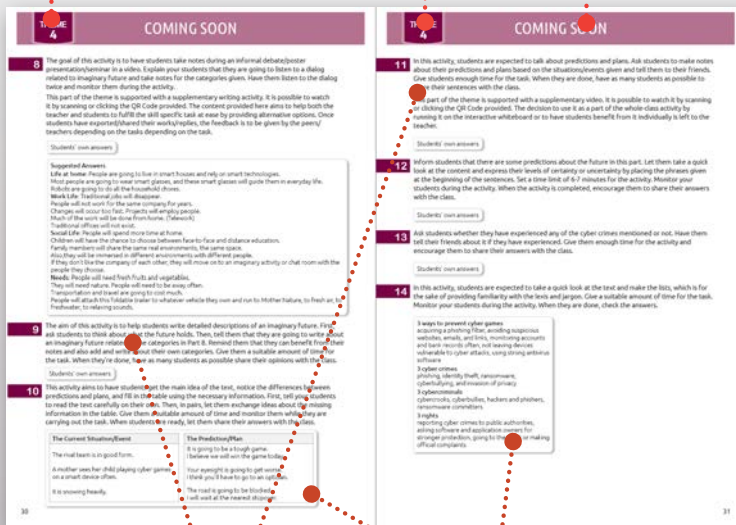 THEME
4
COMING SOON
8
The goal of this activity is to have students take notes during an informal debate/poster
presentation/seminar in a video. Explain your students that they are going to listen to a dialog
related to imaginary future and take notes for the categories given. Have them listen to the dialog
twice and monitor them during the activity.
This part of the theme is supported with a supplementary writing activity. It is possible to watch
it by scanning or clicking the QR Code provided. The content provided here aims to help both the
teacher and students to fulfill the skill specific task at ease by providing alternative options. Once
students have exported/shared their works/replies, the feedback is to be given by the peers/
teachers depending on the tasks depending on the task.
Students' own answers
Suggested Answers
Life at home: People are going to live in smart houses and rely on smart technologies.
Most people are going to wear smart glasses, and these smart glasses will guide them in everyday life.
Robots are going to do all the household chores.
Work Life: Traditional jobs will disappear.
People will not work for the same company for years.
Changes will occur too fast. Projects will employ people.
Much of the work will be done from home. (Telework)
Traditional offices will not exist.
Social Life: People will spend more time at home.
Children will have the chance to choose between face-to-face and distance education.
Family members will share the same real environments, the same space.
Also,they will be immersed in different environments with different people.
If they don't like the company of each other, they will move on to an imaginary activity or chat room with the
people they choose.
Needs: People will need fresh fruits and vegetables.
They will need nature. People will need to be away often.
Transportation and travel are going to cost much.
People will attach this foldable trailer to whatever vehicle they own and run to Mother Nature, to fresh air, to
freshwater, to relaxing sounds.
9
The aim of this activity is to help students write detailed descriptions of an imaginary future. First,
ask students to think about what the future holds. Then, tell them that they are going to write about
an imaginary future related to the categories in Part 8. Remind them that they can benefit from their
notes and also add and write about their own categories. Give them a suitable amount of time for
the task. When they're done, have as many students as possible share their opinions with the class.
Students' own answers
10
This activity aims to have students get the main idea of the text, notice the differences between
predictions and plans, and fill in the table using the necessary information. First, tell your students
to read the text carefully on their own. Then, in pairs, let them exchange ideas about the missing
information in the table. Give them a suitable amount of time and monitor them while they are
carrying out the task. When students are ready, let them share their answers with the class.
The Current Situation/Event
The Prediction/Plan
The rival team is in good form.
It is going to be a tough game.
I believe we will win the game today.
A mother sees her child playing cyber games
on a smart device often.
Your eyesight is going to get worse.
I think you'll have to go to an optician.
It is snowing heavily.
The road is going to be blocked.
I will wait at the nearest
30
THEME
4
COMING SOON
11
In this activity, students are expected to talk about predictions and plans. Ask students to make notes
about their predictions and plans based on the situations/events given and tell them to their friends.
Give students enough time for the task. When they are done, have as many students as possible to
share their sentences with the class.
This part of the theme is supported with a supplementary video. It is possible to watch it by scanning
or clicking the QR Code provided. The decision to use it as a part of the whole-class activity by
running it on the interactive whiteboard or to have students benefit from it individually is left to the
teacher.
Students' own answers
12
Inform students that there are some predictions about the future in this part. Let them take a quick
look at the content and express their levels of certainty or uncertainty by placing the phrases given
at the beginning of the sentences. Set a time limit of 6-7 minutes for the activity. Monitor your
students during the activity. When the activity is completed, encourage them to share their answers
with the class.
Students' own answers
13
Ask students whether they have experienced any of the cyber crimes mentioned or not. Have them
tell their friends about it if they have experienced. Give them enough time for the activity and
encourage them to share their answers with the class.
Students' own answers
14
In this activity, students are expected to take a quick look at the text and make the lists, which is for
the sake of providing familiarity with the lexis and jargon. Give a suitable amount of time for the task.
Monitor your students during the activity. When they are done, check the answers.
3 ways to prevent cyber games
acquiring a phishing filter, avoiding suspicious
websites, emails, and links, monitoring accounts
and bank records often, not leaving devices
vulnerable to cyber attacks, using strong antivirus
software
3 cyber crimes
phishing, identity theft, ransomware,
cyberbullying, and invasion of privacy
3 cybercriminals
cybercrooks, cyberbullies, hackers and phishers,
ransomware committers
3 rights
reporting cyber crimes to public authorities,
asking software and application owners for
stronger protection, going to the or making
official complaints.
31